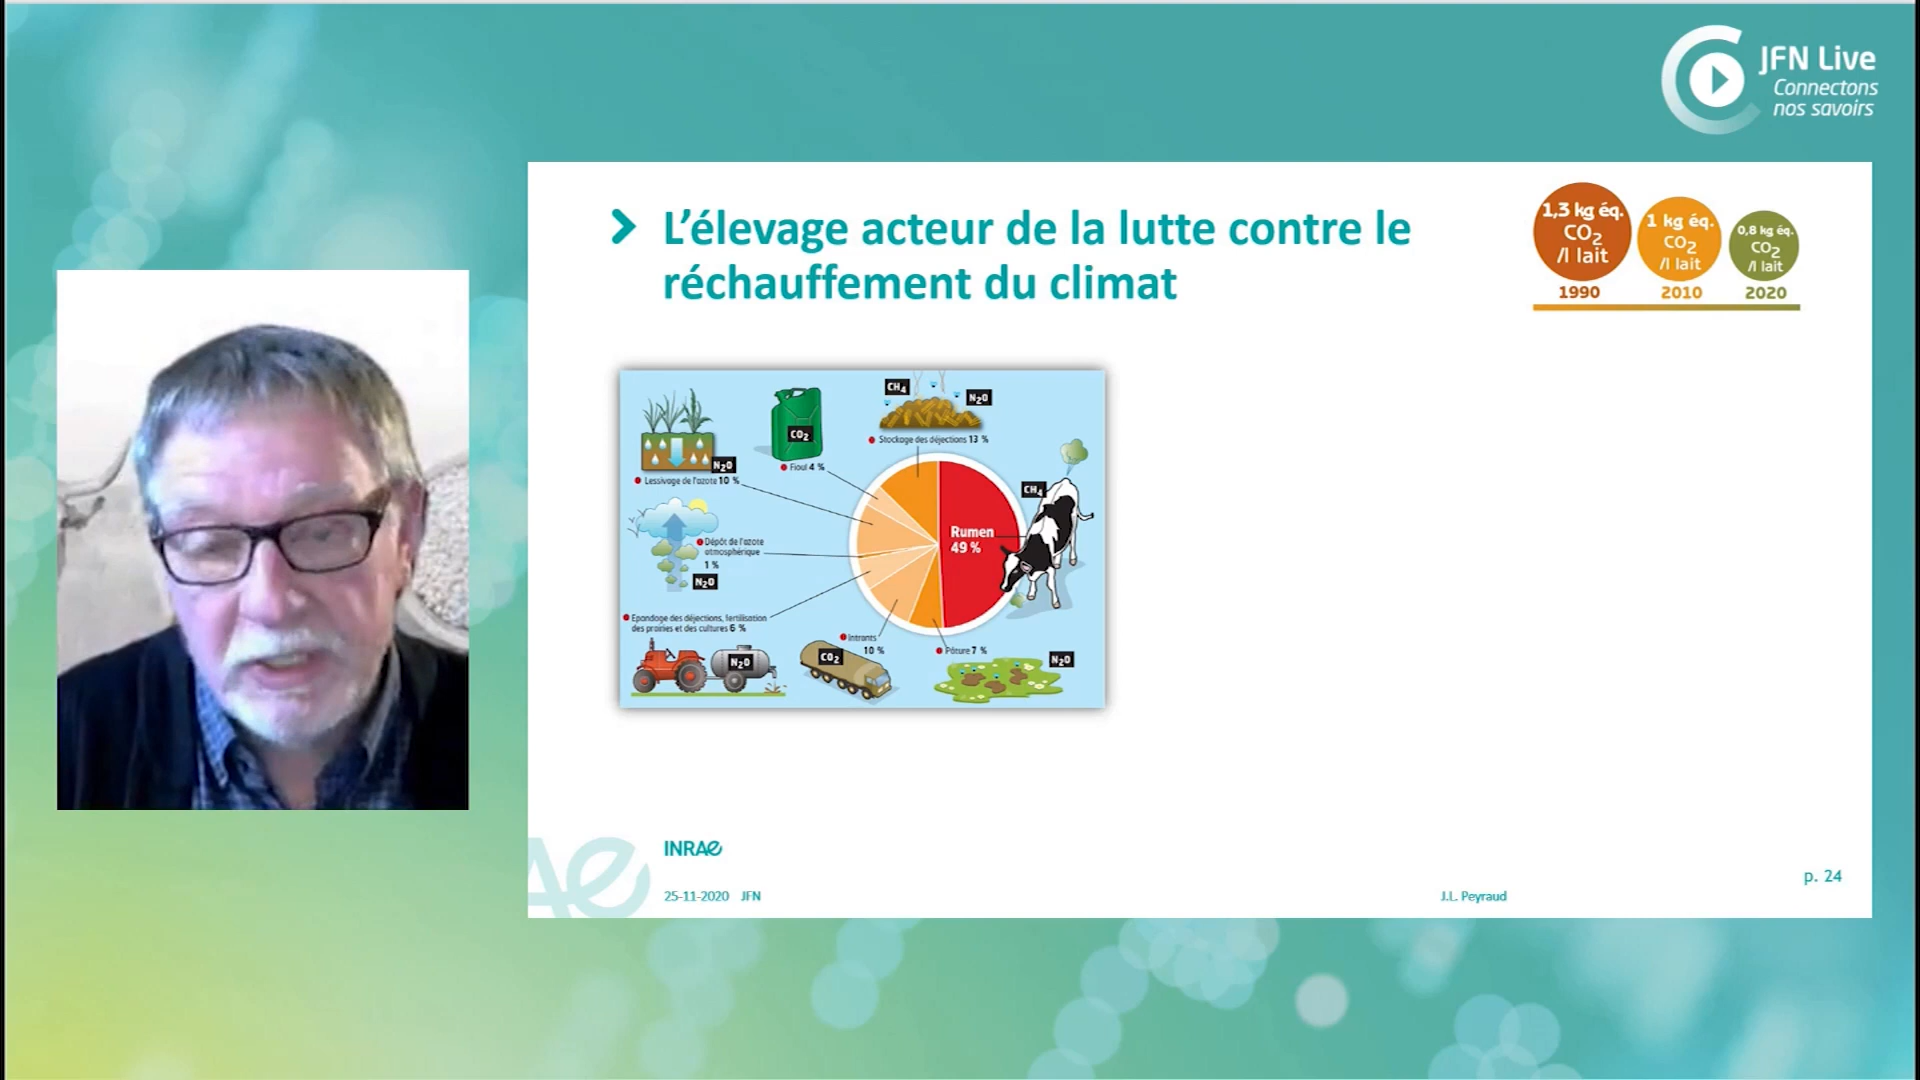 JFN Live
Connectons
nos savoirs
L’élevage acteur de la lutte contre le
réchauffement du climat
1,3 kg éq.
CO2
/l lait
1990
1 kg éq.
CO2
/l lait
2010
0,8 kg éq.
CO2
/l lait
2020
CH4
N2O
Stockage des déjections 13 %
CO2
Fioul 4 %
N2O
Lessivage de l'azote 10 %
CH4
Rumen
49 %
Dépôt de l'azote
atmosphérique
1 %
N2O
Epandage des déjections, fertilisation
des prairies et des cultures 6 %
N2O
Intrants
10 %
CO2
Pâture 7 %
N2O
INRAE
25-11-2020 JFN
J.L. Peyraud
p. 24